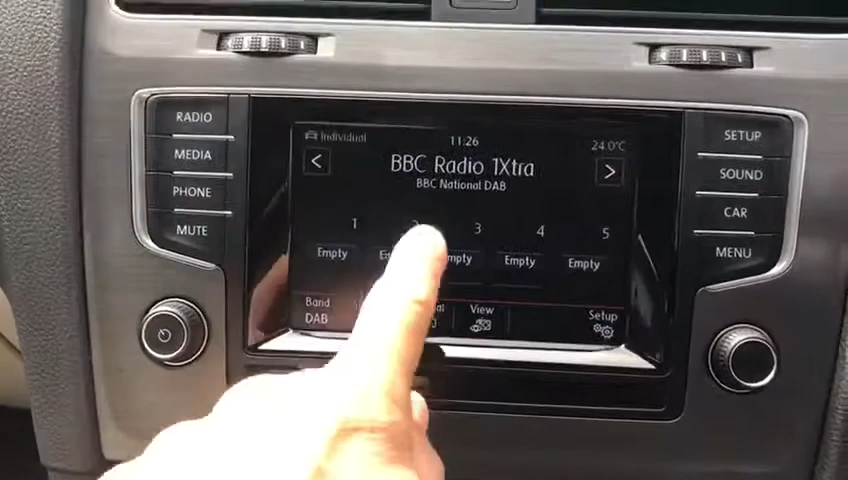 RADIO
MEDIA
PHONE
MUTE
Individual
11:26
24.0°C
BBC Radio 1Xtra
BBC National DAB
1 3 4 5
Empty Empty Empty
Band
DAB
View
Setup
SETUP
SOUND
CAR
MENU